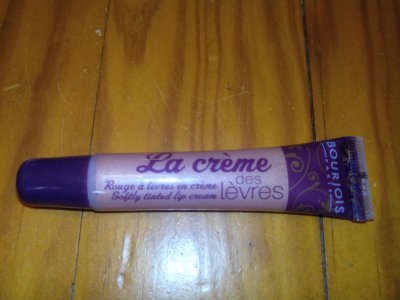 La crème
des
lèvres
Rouge à lèvres en crème
Softly tinted lip cream
BOURJOIS